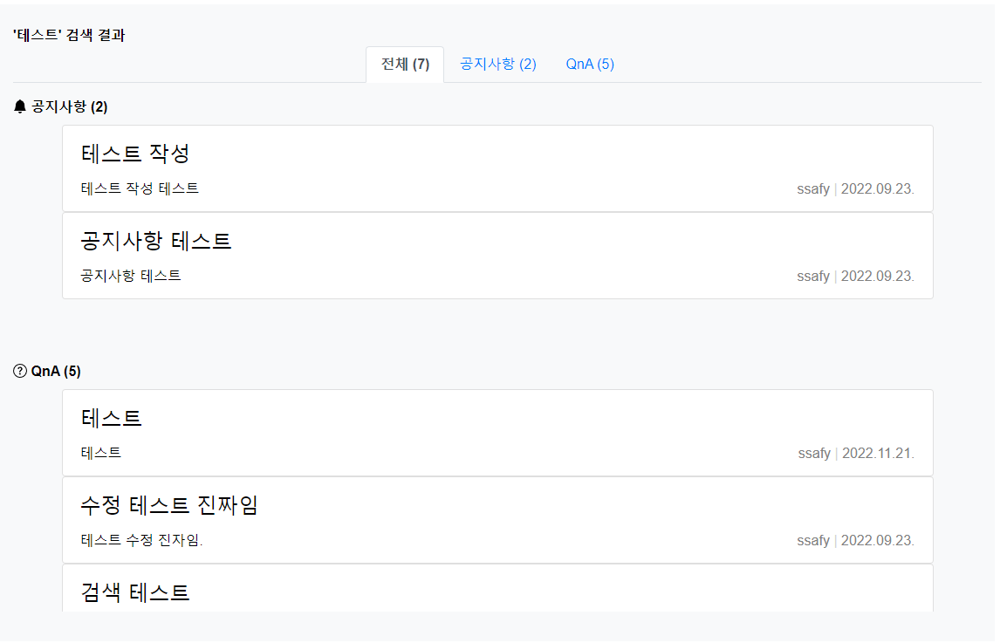 '테스트' 검색 결과
전체 (7) 공지사항 (2) QnA (5)
공지사항 (2)
테스트 작성
테스트 작성 테스트 ssafy | 2022.09.23.
공지사항 테스트
공지사항 테스트 ssafy | 2022.09.23.
QnA (5)
테스트
테스트 ssafy | 2022.11.21.
수정 테스트 진짜임
테스트 수정 진자임. ssafy | 2022.09.23.
검색 테스트